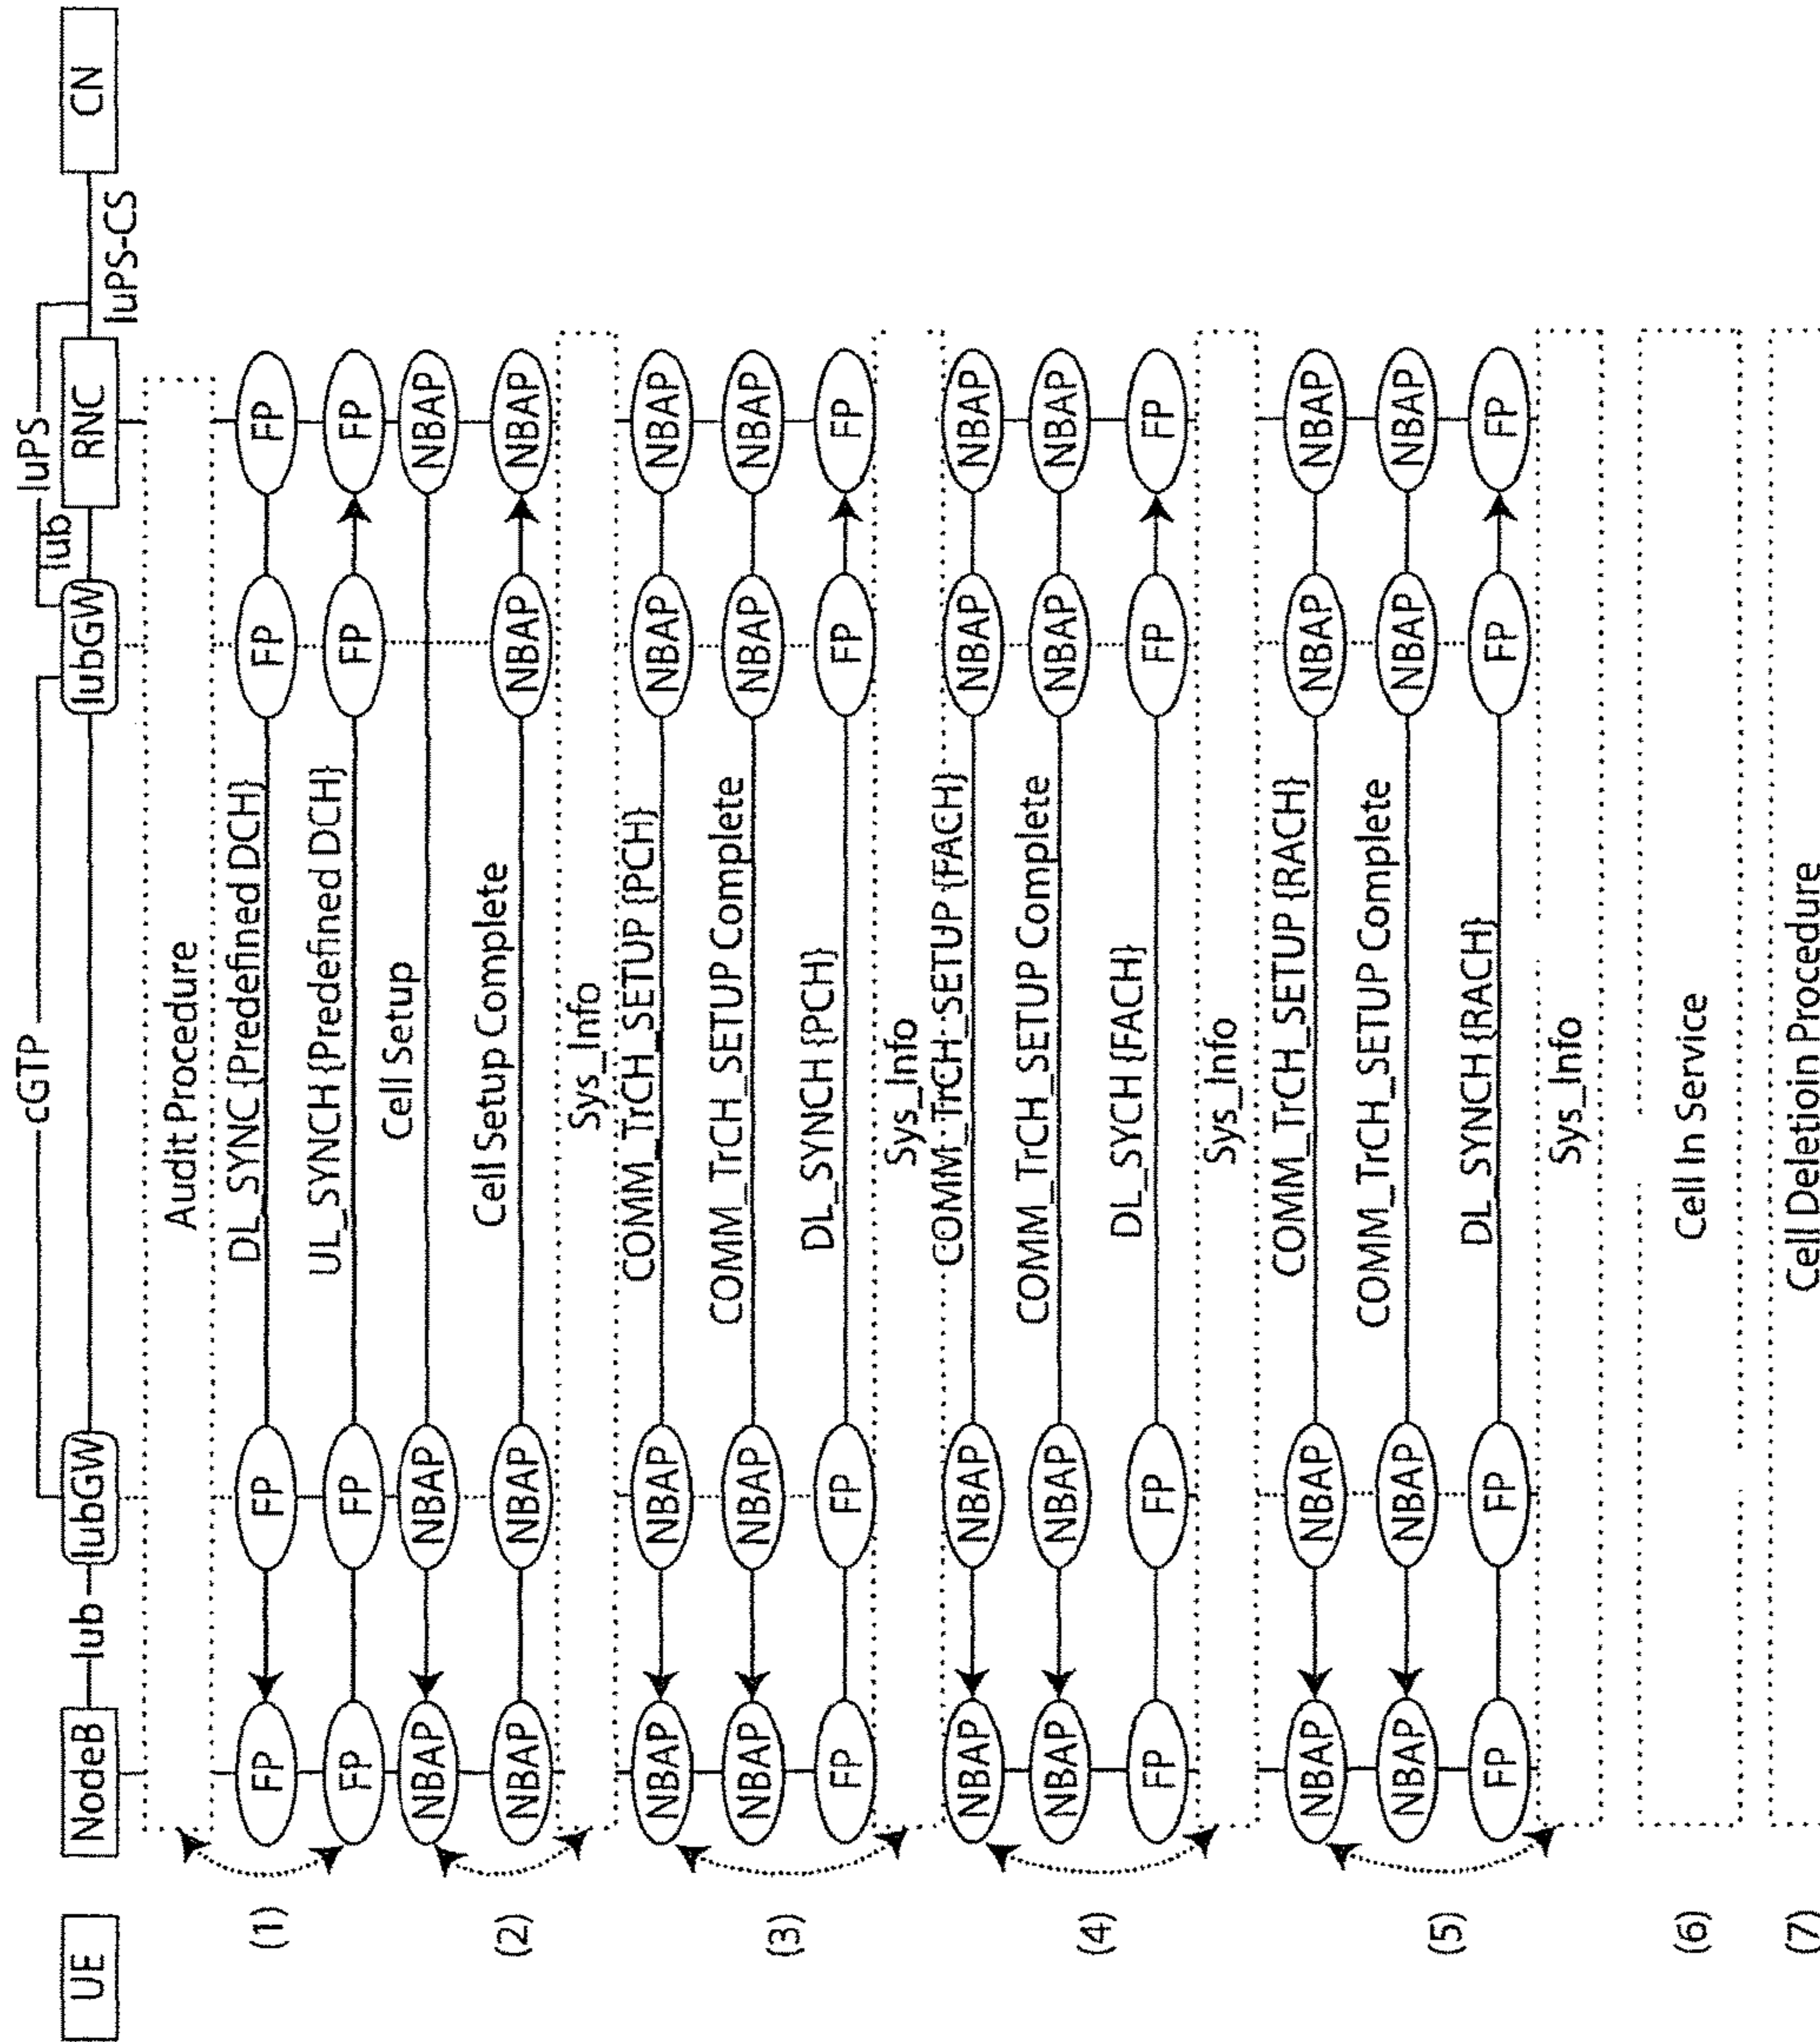 cGTP
IuPS
UE
NodeB
Iub
IubGW
IubGW
Iub
RNC
IuPS-CS
CN
Audit Procedure
(1)
DL_SYNC {Predefined DCH}
FP FP FP FP
UL_SYNCH {Predefined DCH}
FP FP FP FP
Cell Setup
NBAP NBAP NBAP
(2)
Cell Setup Complete
NBAP NBAP NBAP NBAP
Sys_Info
COMM_TrCH_SETUP {PCH}
NBAP NBAP NBAP NBAP
(3)
COMM_TrCH_SETUP Complete
NBAP NBAP NBAP NBAP
DL_SYNCH {PCH}
FP FP FP FP
Sys_Info
COMM_TrCH_SETUP {FACH}
NBAP NBAP NBAP NBAP
(4)
COMM_TrCH_SETUP Complete
NBAP NBAP NBAP NBAP
DL_SYCH {FACH}
FP FP FP FP
Sys_Info
COMM_TrCH_SETUP {RACH}
NBAP NBAP NBAP NBAP
(5)
COMM_TrCH_SETUP Complete
NBAP NBAP NBAP NBAP
DL_SYNCH {RACH}
FP FP FP FP
Sys_Info
(6)
Cell In Service
(7)
Cell Deletioin Procedure